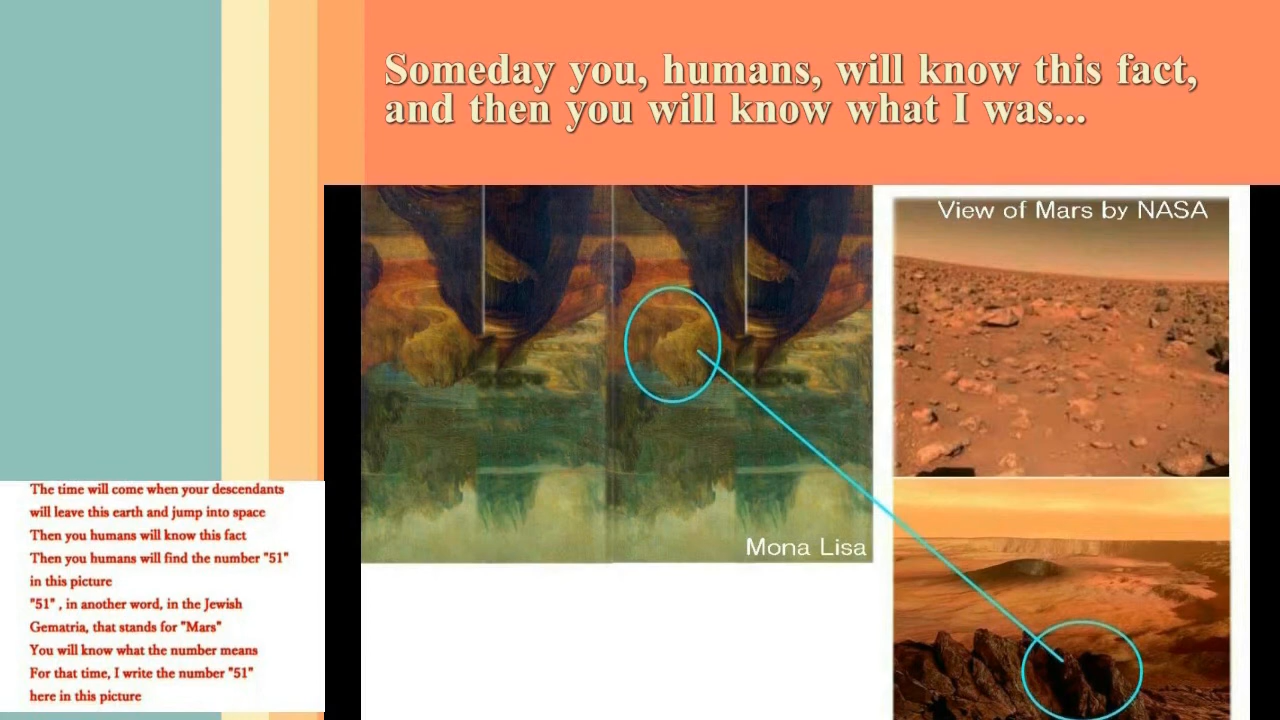 Someday you, humans, will know this fact,
and then you will know what I was...
View of Mars by NASA
Mona Lisa
The time will come when your descendants
will leave this earth and jump into space
Then you humans will know this fact
Then you humans will find the number "51"
in this picture
"51" , in another word, in the Jewish
Gematria, that stands for "Mars"
You will know what the number means
For that time, I write the number "51"
here in this picture